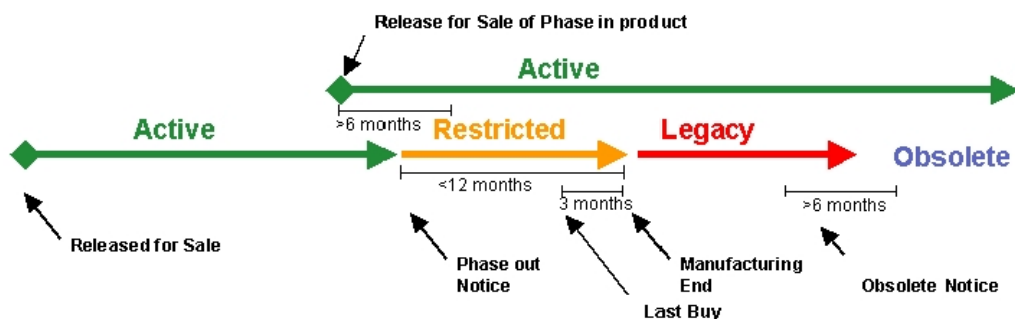 Release for Sale of Phase in product
Active
>6 months
Active
Restricted
Legacy
Obsolete
<12 months
3 months
>6 months
Released for Sale
Phase out
Notice
Manufacturing
End
Last Buy
Obsolete Notice